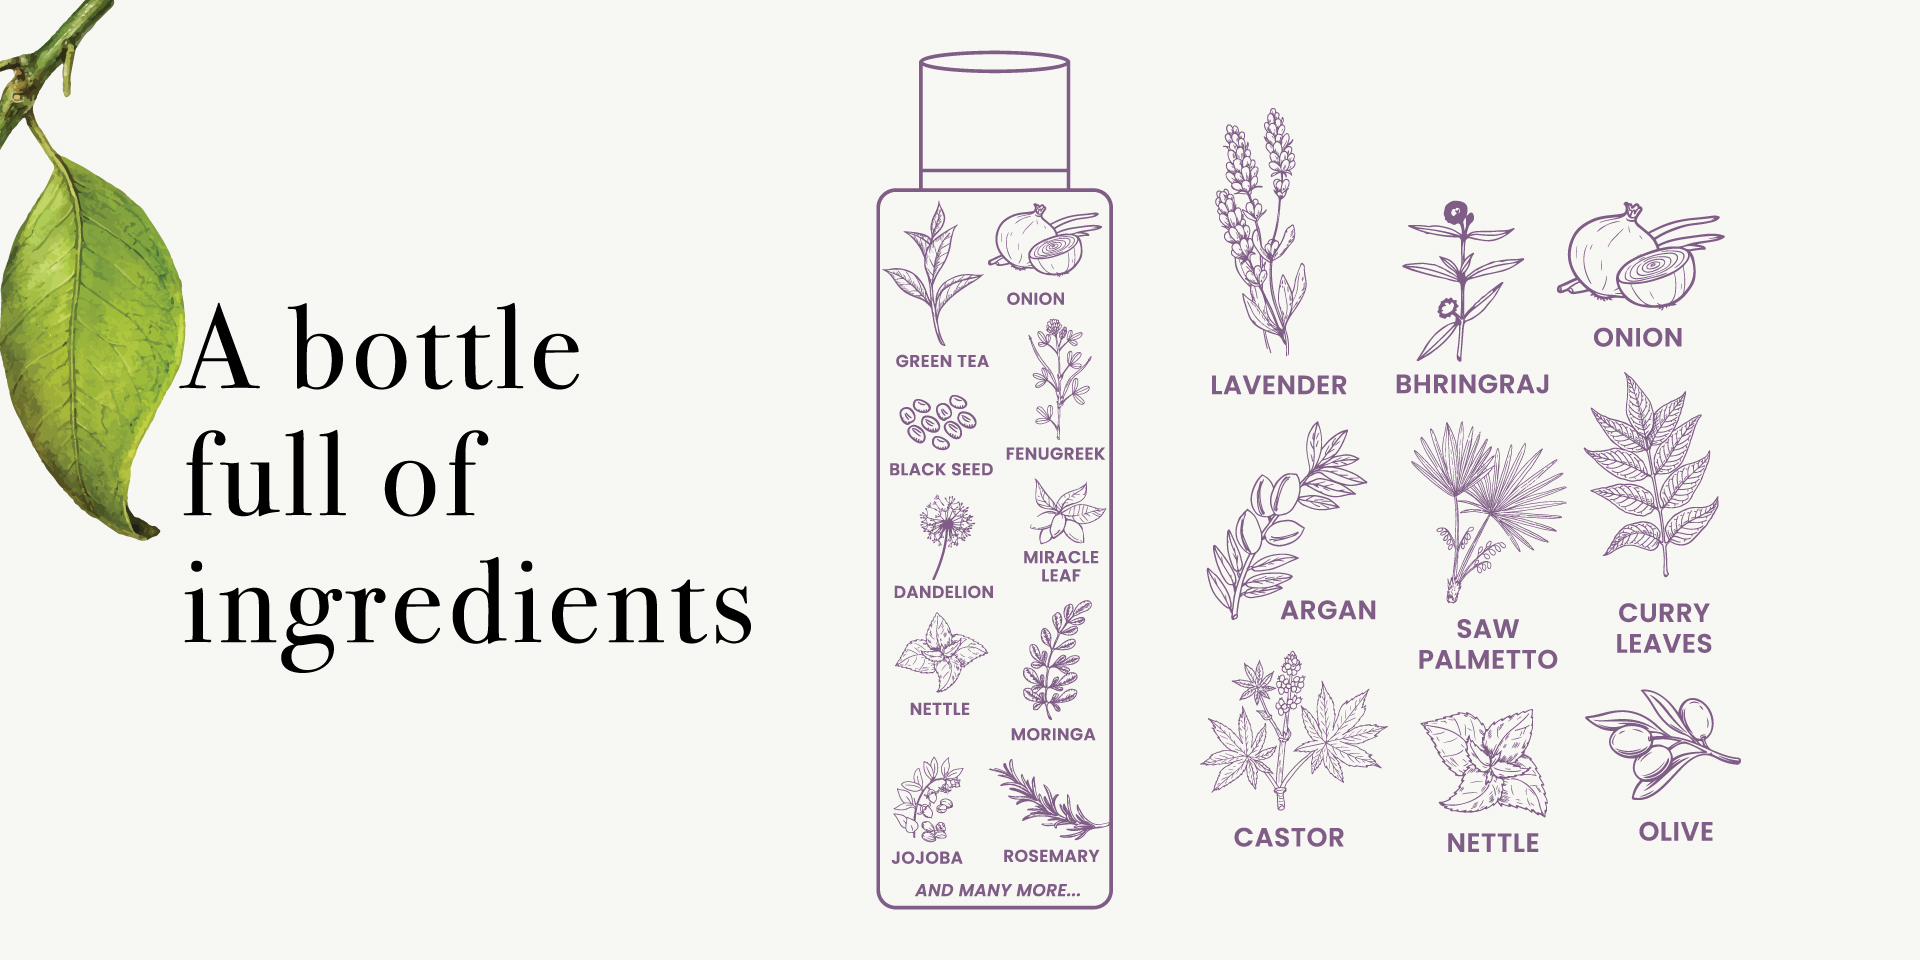 A bottle
full of
ingredients
GREEN TEA
ONION
BLACK SEED
FENUGREEK
DANDELION
MIRACLE
LEAF
NETTLE
MORINGA
JOJOBA
ROSEMARY
AND MANY MORE...
LAVENDER
BHRINGRAJ
ONION
ARGAN
SAW
PALMETTO
CURRY
LEAVES
CASTOR
NETTLE
OLIVE